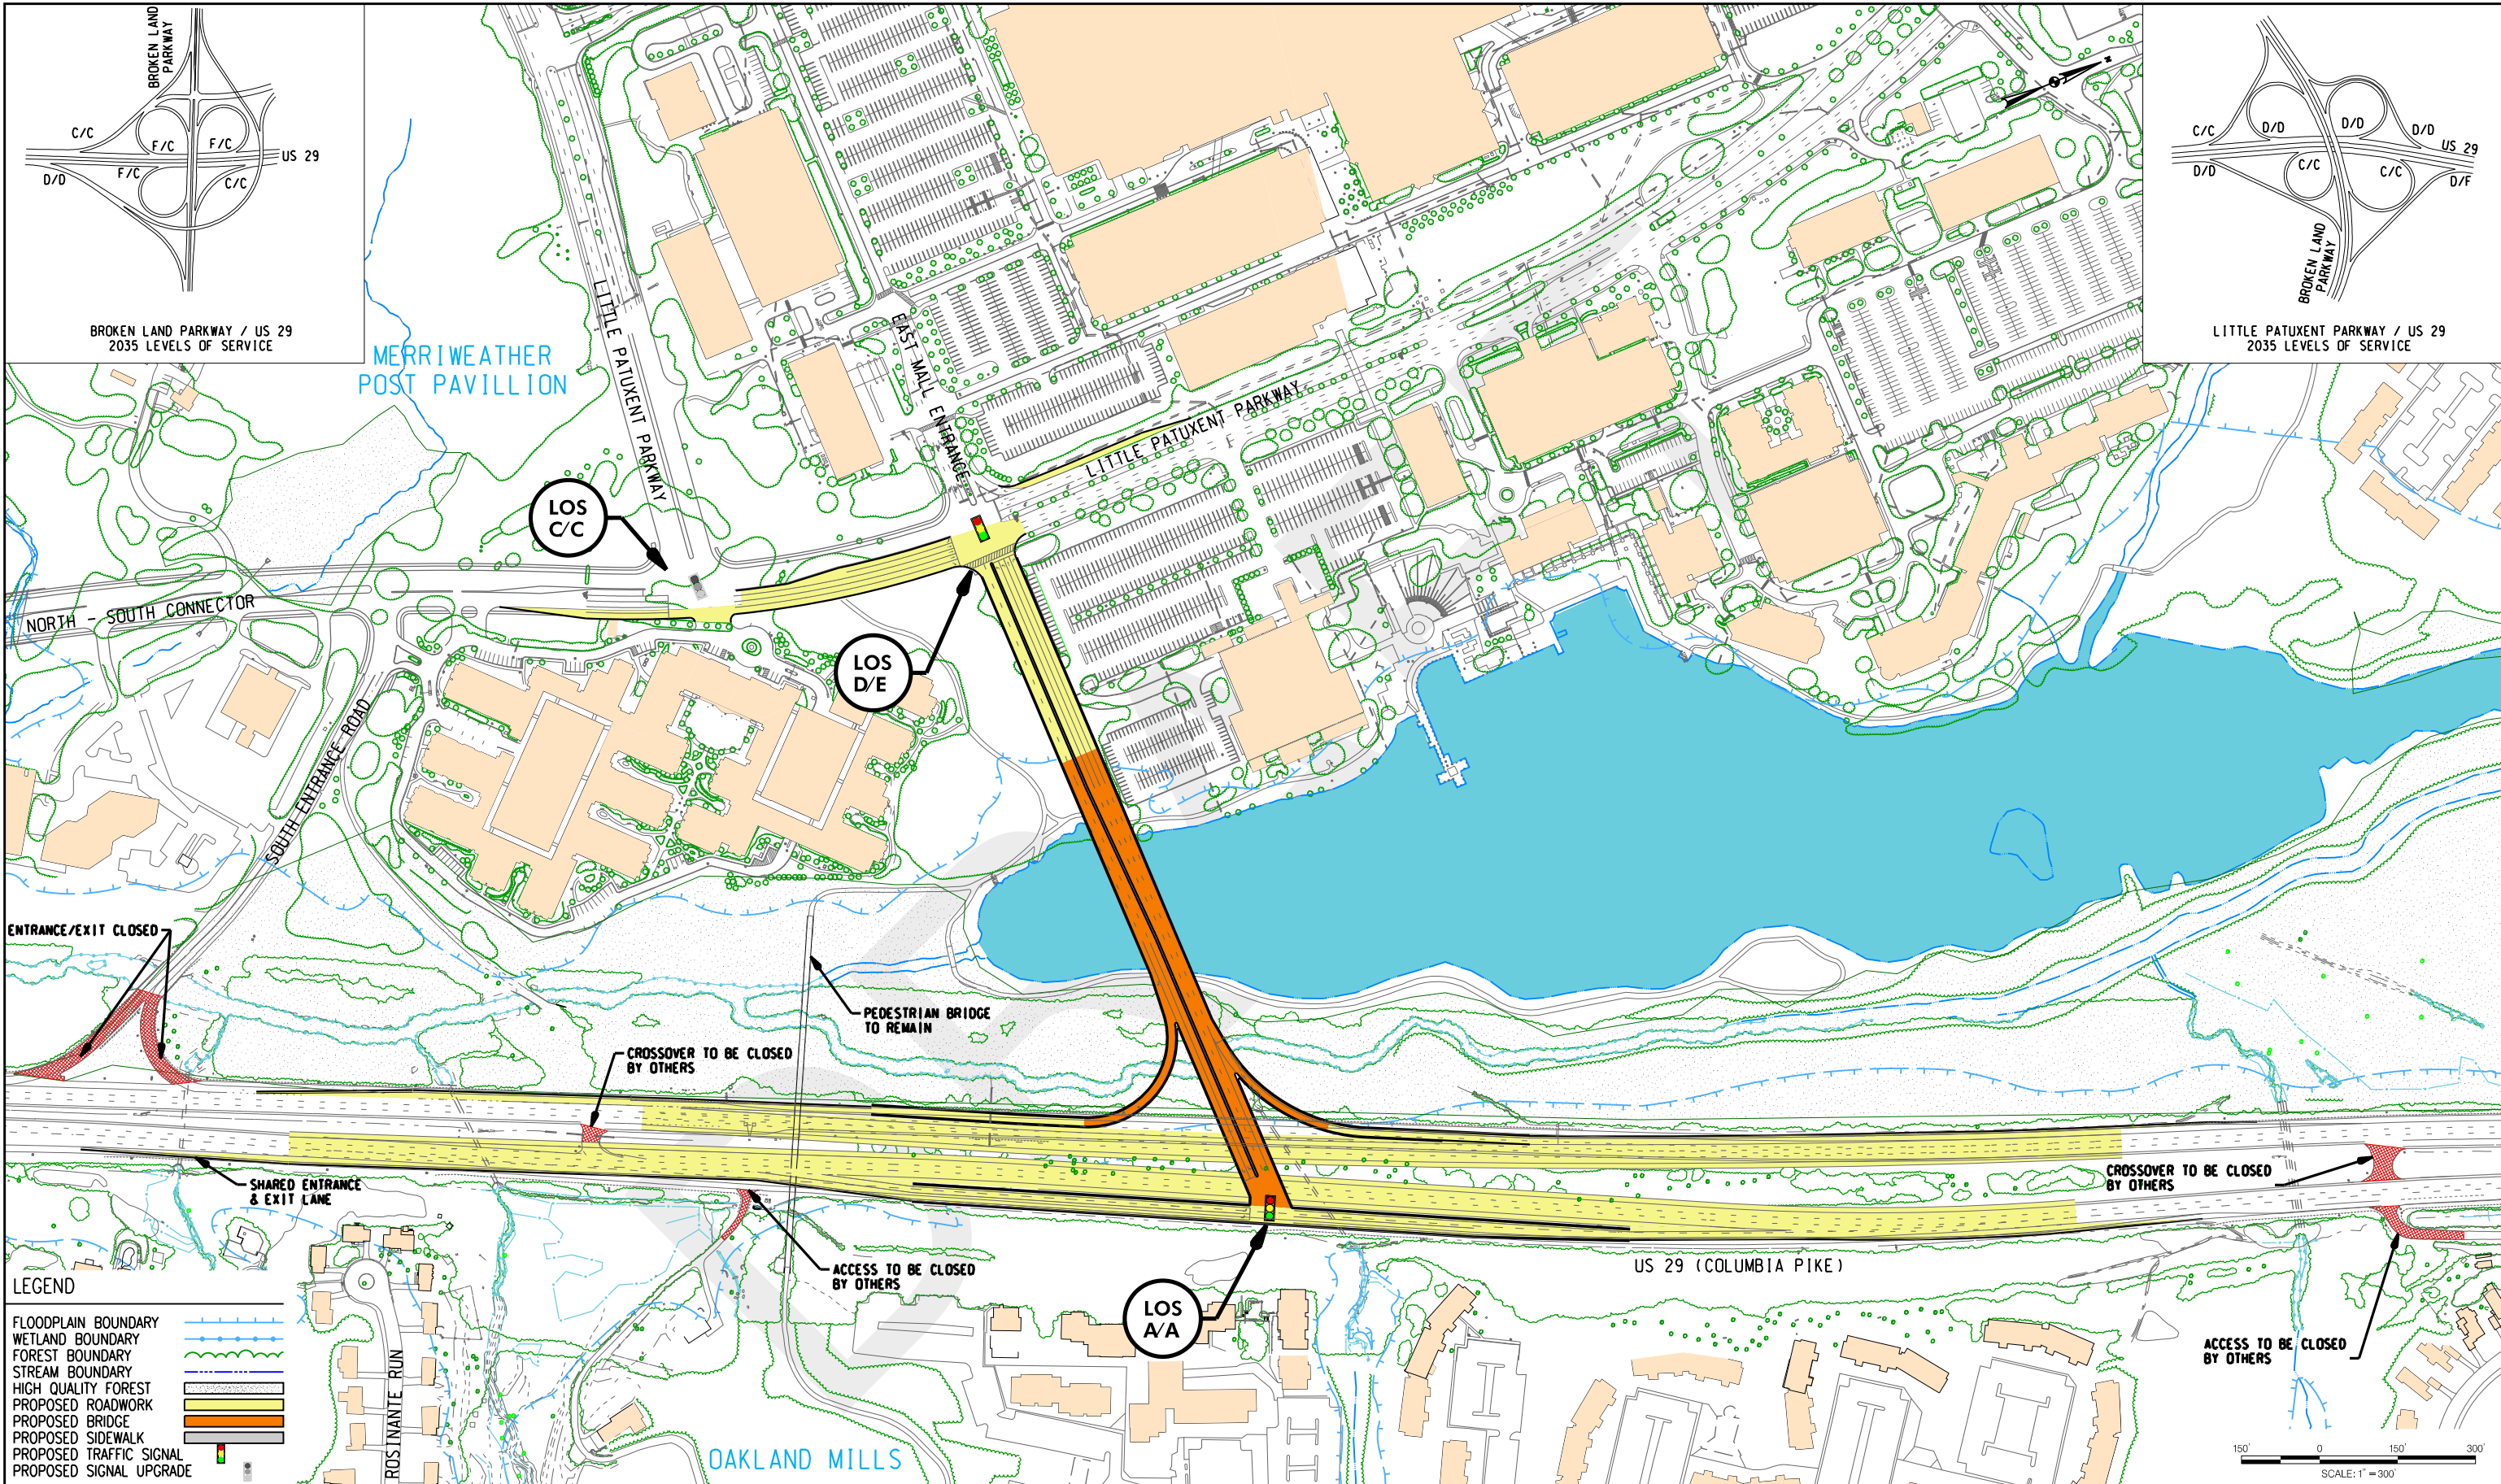 BROKEN LAND
PARKWAY
C/C
F/C
F/C
US 29
D/D
F/C
C/C
BROKEN LAND PARKWAY / US 29
2035 LEVELS OF SERVICE
N
C/C
D/D
D/D
D/D
US 29
D/D
C/C
C/C
D/F
BROKEN LAND
PARKWAY
LITTLE PATUXENT PARKWAY / US 29
2035 LEVELS OF SERVICE
MERRIWEATHER
POST PAVILLION
LITTLE PATUXENT PARKWAY
EAST MALL ENTRANCE
LITTLE PATUXENT PARKWAY
LOS
C/C
NORTH - SOUTH CONNECTOR
LOS
D/E
SOUTH ENTRANCE ROAD
ENTRANCE/EXIT CLOSED
PEDESTRIAN BRIDGE
TO REMAIN
CROSSOVER TO BE CLOSED
BY OTHERS
SHARED ENTRANCE
& EXIT LANE
CROSSOVER TO BE CLOSED
BY OTHERS
ACCESS TO BE CLOSED
BY OTHERS
US 29 (COLUMBIA PIKE)
LOS
A/A
ACCESS TO BE CLOSED
BY OTHERS
LEGEND
FLOODPLAIN BOUNDARY
WETLAND BOUNDARY
FOREST BOUNDARY
STREAM BOUNDARY
HIGH QUALITY FOREST
PROPOSED ROADWORK
PROPOSED BRIDGE
PROPOSED SIDEWALK
PROPOSED TRAFFIC SIGNAL
PROPOSED SIGNAL UPGRADE
ROSINANTE RUN
OAKLAND MILLS
150' 0 150' 300'
SCALE: 1" = 300'